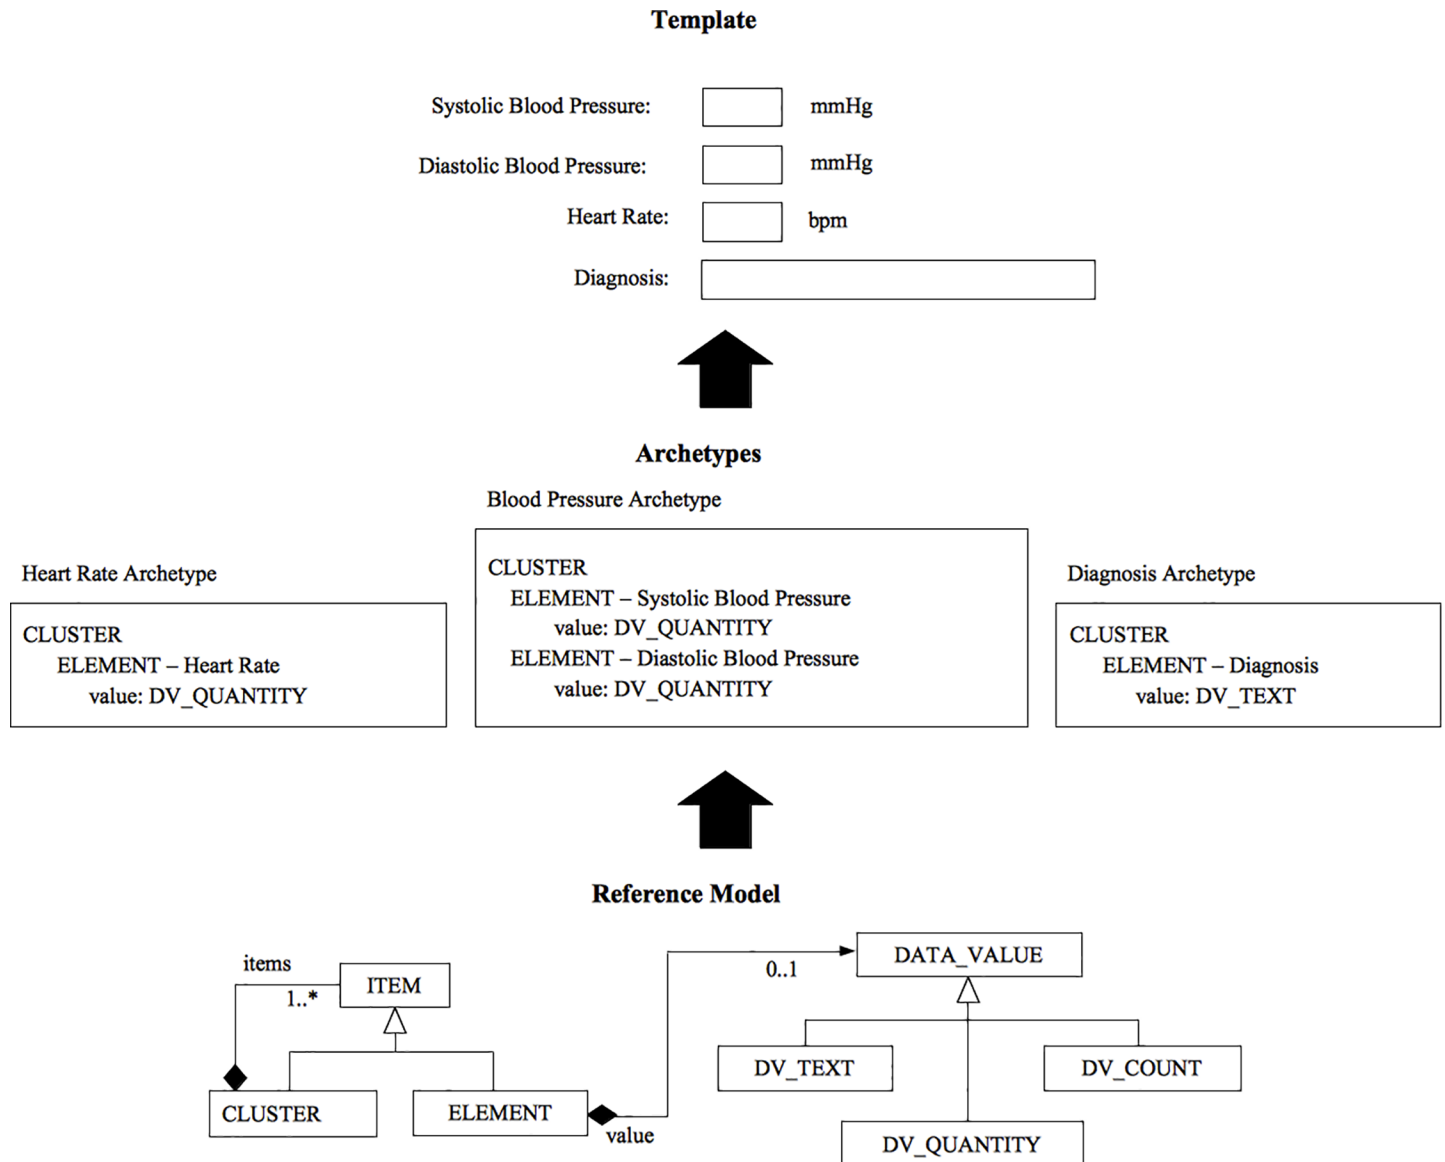 Template
Systolic Blood Pressure: mmHg
Diastolic Blood Pressure: mmHg
Heart Rate: bpm
Diagnosis:
Archetypes
Blood Pressure Archetype
CLUSTER
ELEMENT – Systolic Blood Pressure
value: DV_QUANTITY
ELEMENT – Diastolic Blood Pressure
value: DV_QUANTITY
Heart Rate Archetype
CLUSTER
ELEMENT – Heart Rate
value: DV_QUANTITY
Diagnosis Archetype
CLUSTER
ELEMENT – Diagnosis
value: DV_TEXT
Reference Model
items
1..*
ITEM
CLUSTER
ELEMENT
value
0..1
DATA_VALUE
DV_TEXT
DV_COUNT
DV_QUANTITY